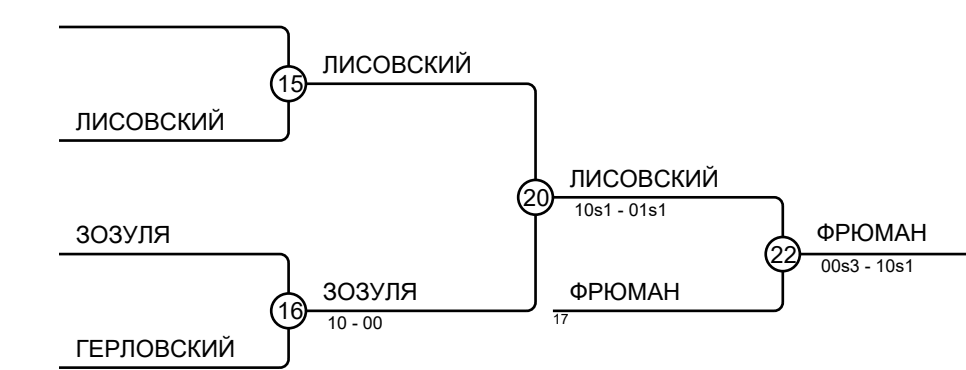 ЛИСОВСКИЙ
15
ЛИСОВСКИЙ
ЛИСОВСКИЙ
20
10s1 - 01s1
ЗОЗУЛЯ
ФРЮМАН
22
00s3 - 10s1
ЗОЗУЛЯ
ФРЮМАН
16
10 - 00
17
ГЕРЛОВСКИЙ